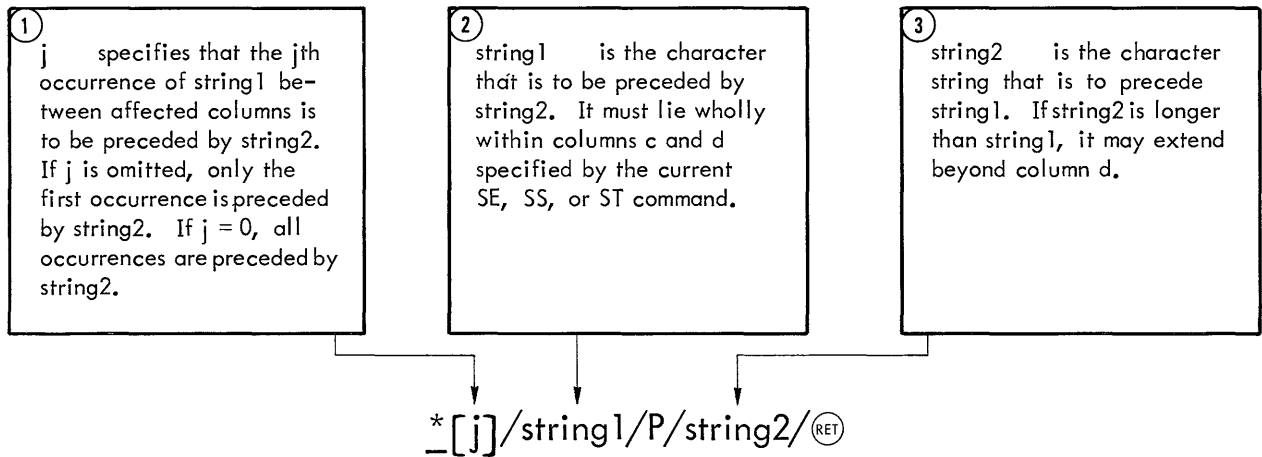 1
j specifies that the jth
occurrence of string1 be-
tween affected columns is
to be preceded by string2.
If j is omitted, only the
first occurrence is preceded
by string2. If j = 0, all
occurrences are preceded by
string2.
2
string1 is the character
that is to be preceded by
string2. It must lie wholly
within columns c and d
specified by the current
SE, SS, or ST command.
3
string2 is the character
string that is to precede
string1. If string2 is longer
than string1, it may extend
beyond column d.
*[j]/string1/P/string2/ RET